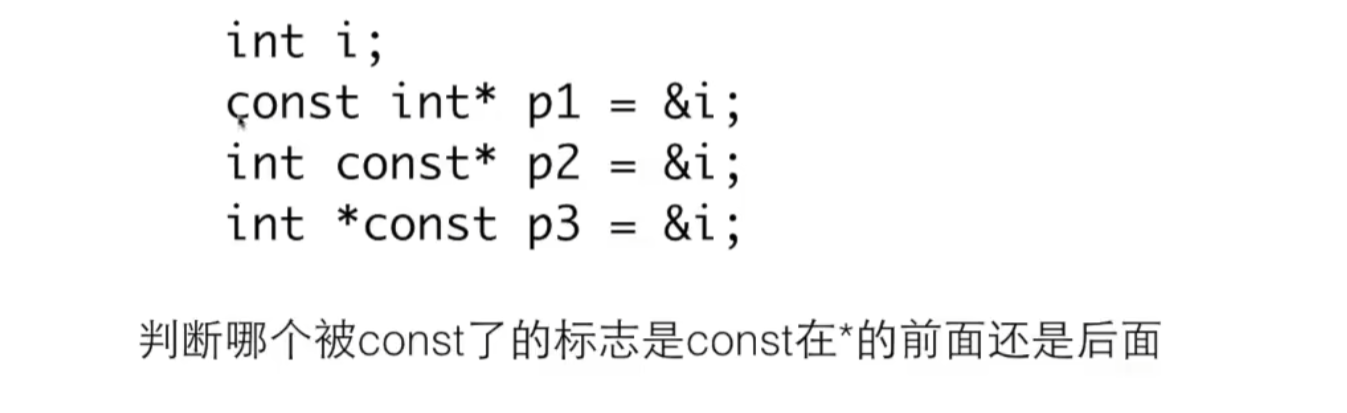 int i;
const int* p1 = &i;
int const* p2 = &i;
int *const p3 = &i;
判断哪个被const了的标志是const在*的前面还是后面